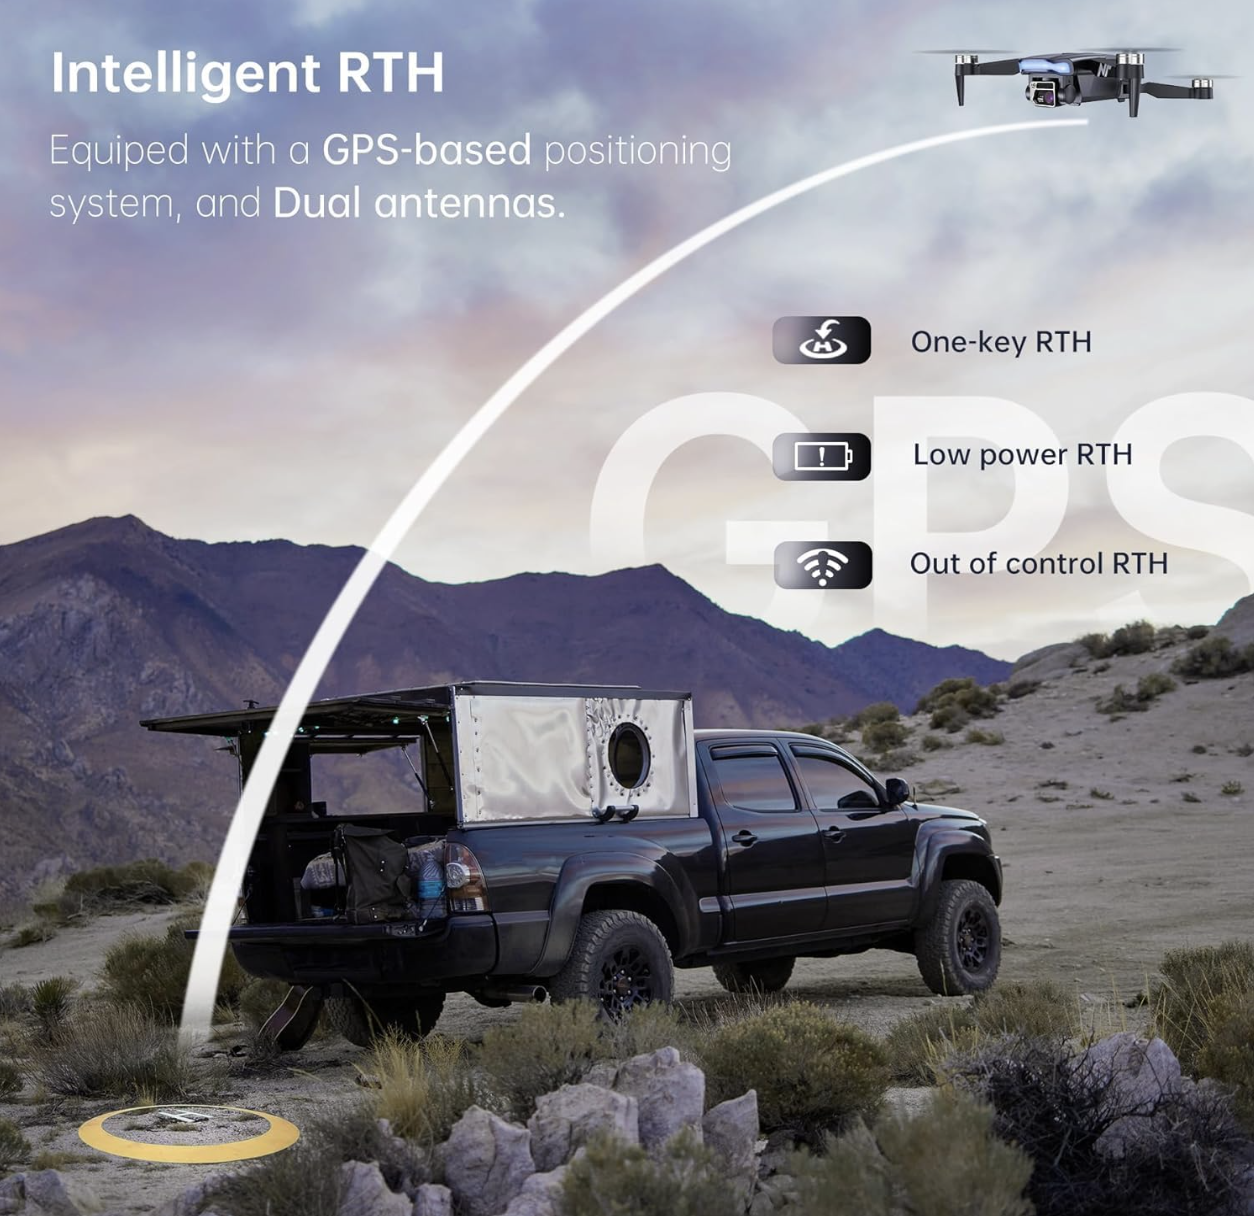 Intelligent RTH
Equiped with a GPS-based positioning
system, and Dual antennas.
One-key RTH
GPS
Low power RTH
Out of control RTH
H